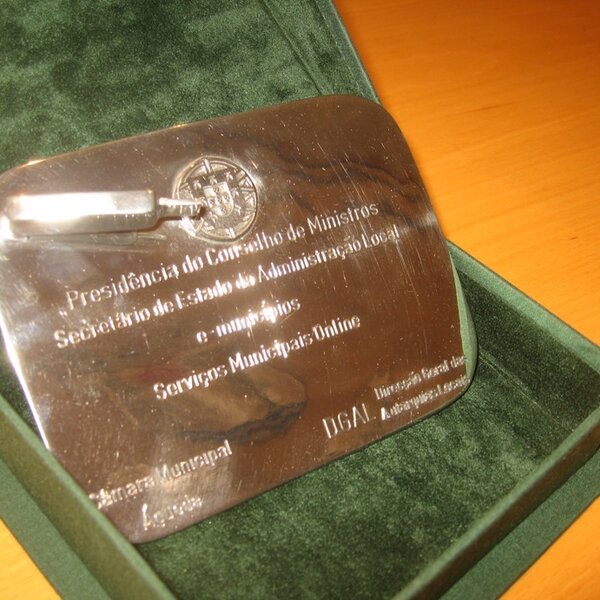 Presidência do Conselho de Ministros
Secretário de Estado da Administração Local
e-municípios
Serviços Municipais Online
DGAL Direcção Geral das
Autarquias Locais
Câmara Municipal
Águeda